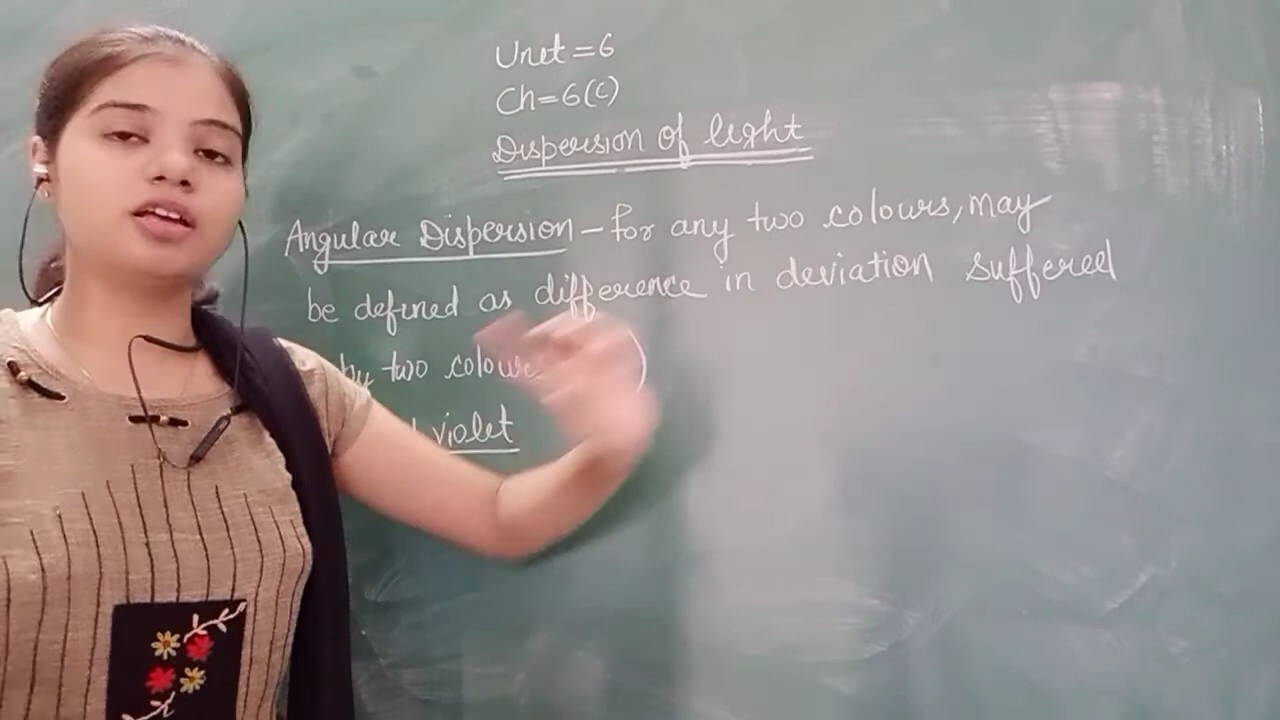 Unit = 6
Ch = 6(C)
Dispersion of light
Angular Dispersion - for any two colours, may
be defined as difference in deviation suffered
by two )
violet